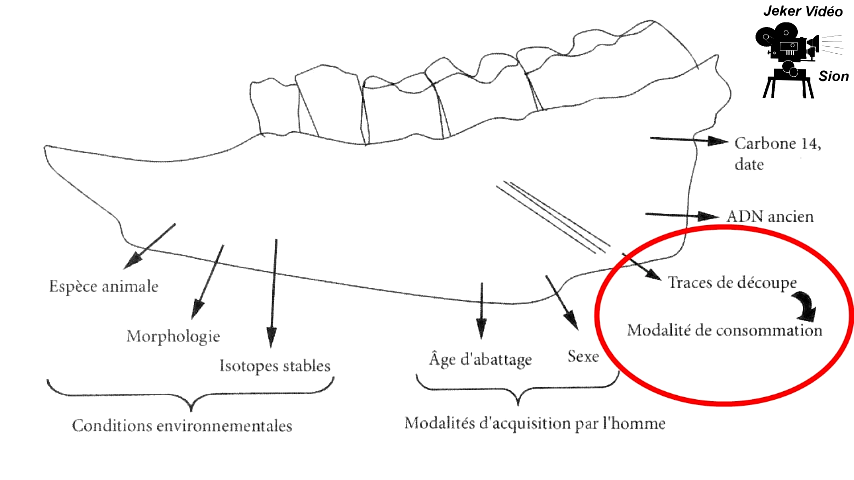 Jeker Vidéo
Sion
Carbone 14,
date
ADN ancien
Traces de découpe
Modalité de consommation
Espèce animale
Morphologie
Isotopes stables
Âge d'abattage
Sexe
Conditions environnementales
Modalités d'acquisition par l'homme